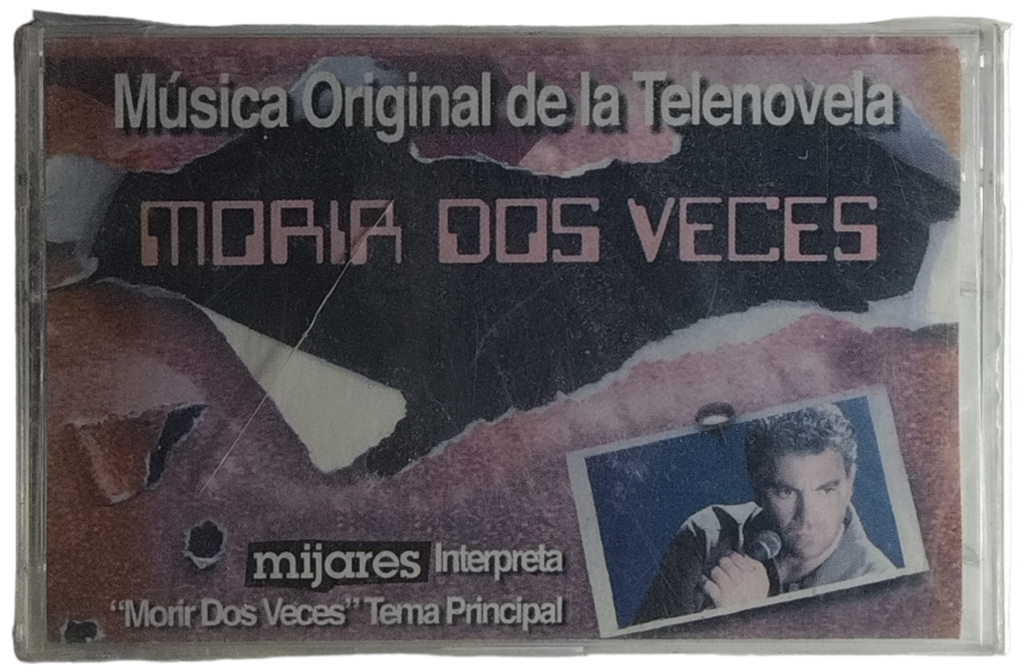 Música Original de la Telenovela
MORIR DOS VECES
mijares Interpreta
"Morir Dos Veces" Tema Principal